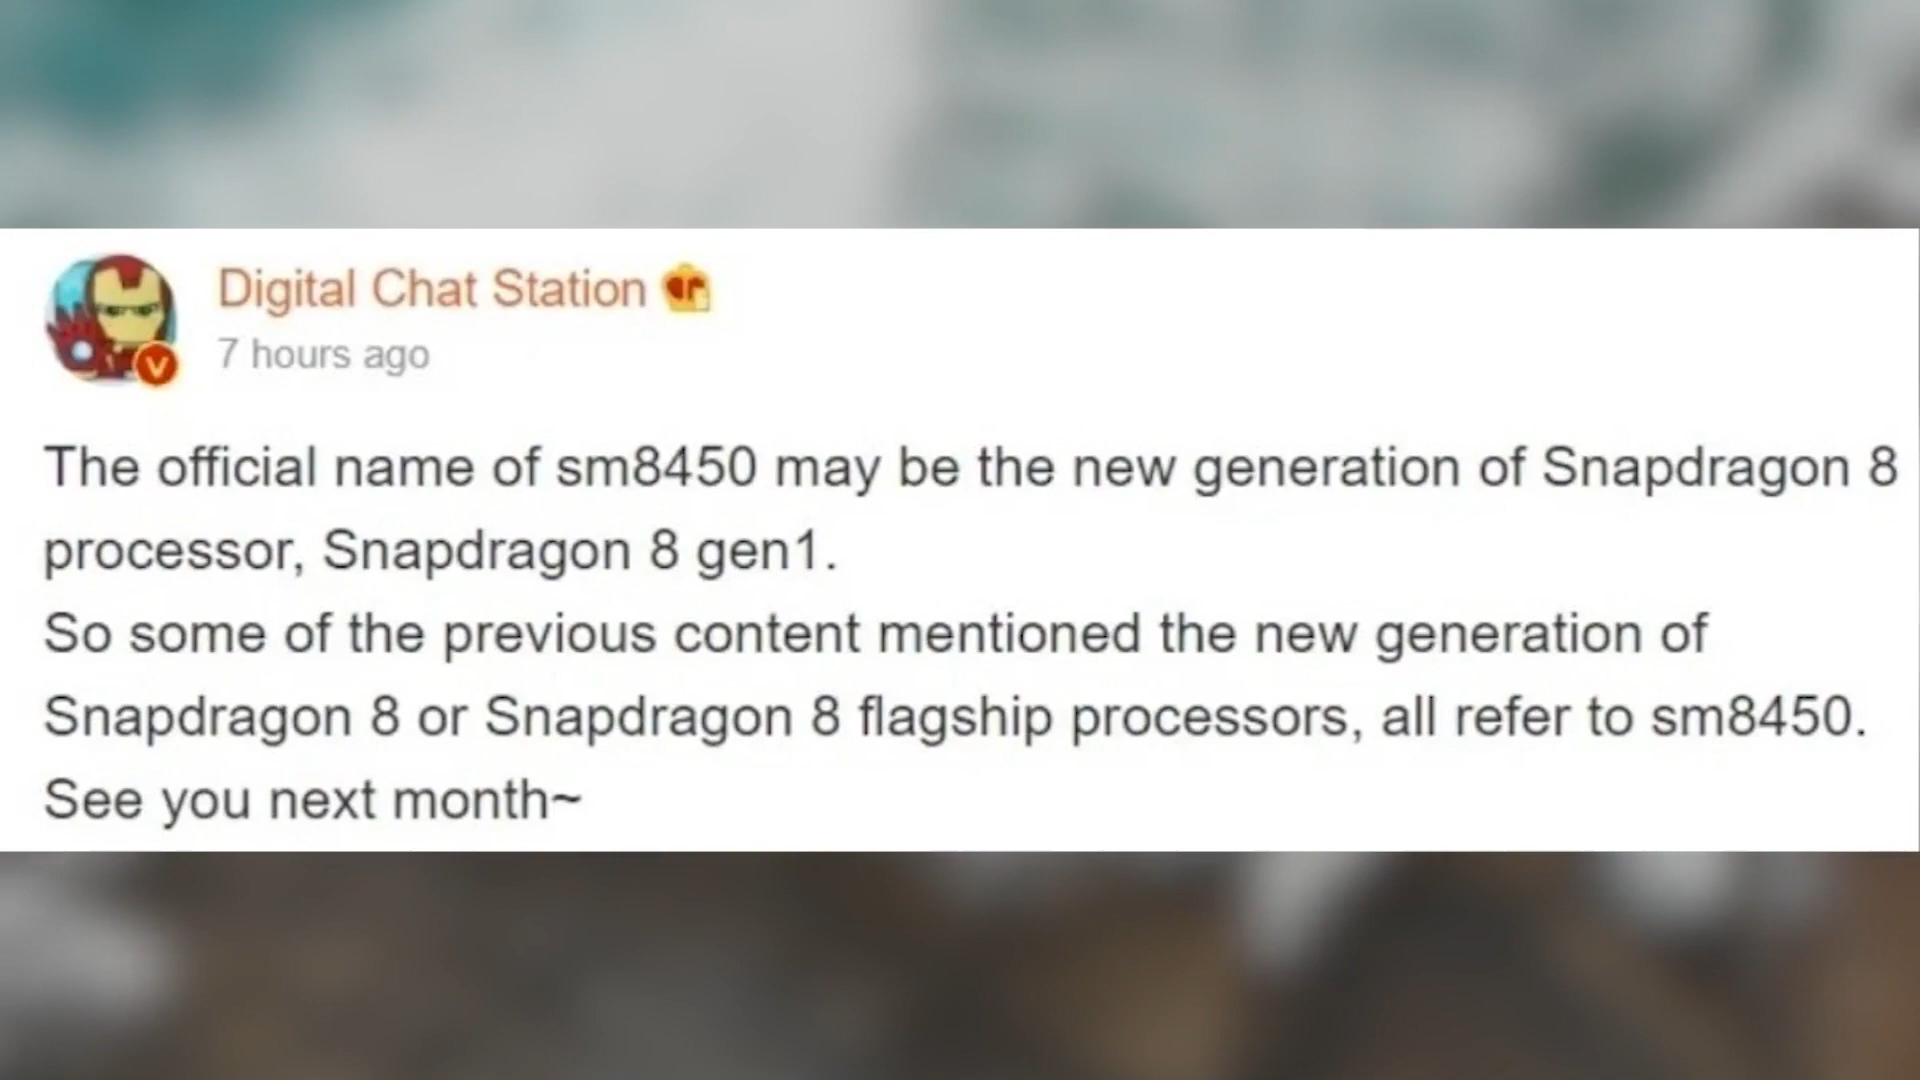 Digital Chat Station
7 hours ago
The official name of sm8450 may be the new generation of Snapdragon 8
processor, Snapdragon 8 gen1.
So some of the previous content mentioned the new generation of
Snapdragon 8 or Snapdragon 8 flagship processors, all refer to sm8450.
See you next month~